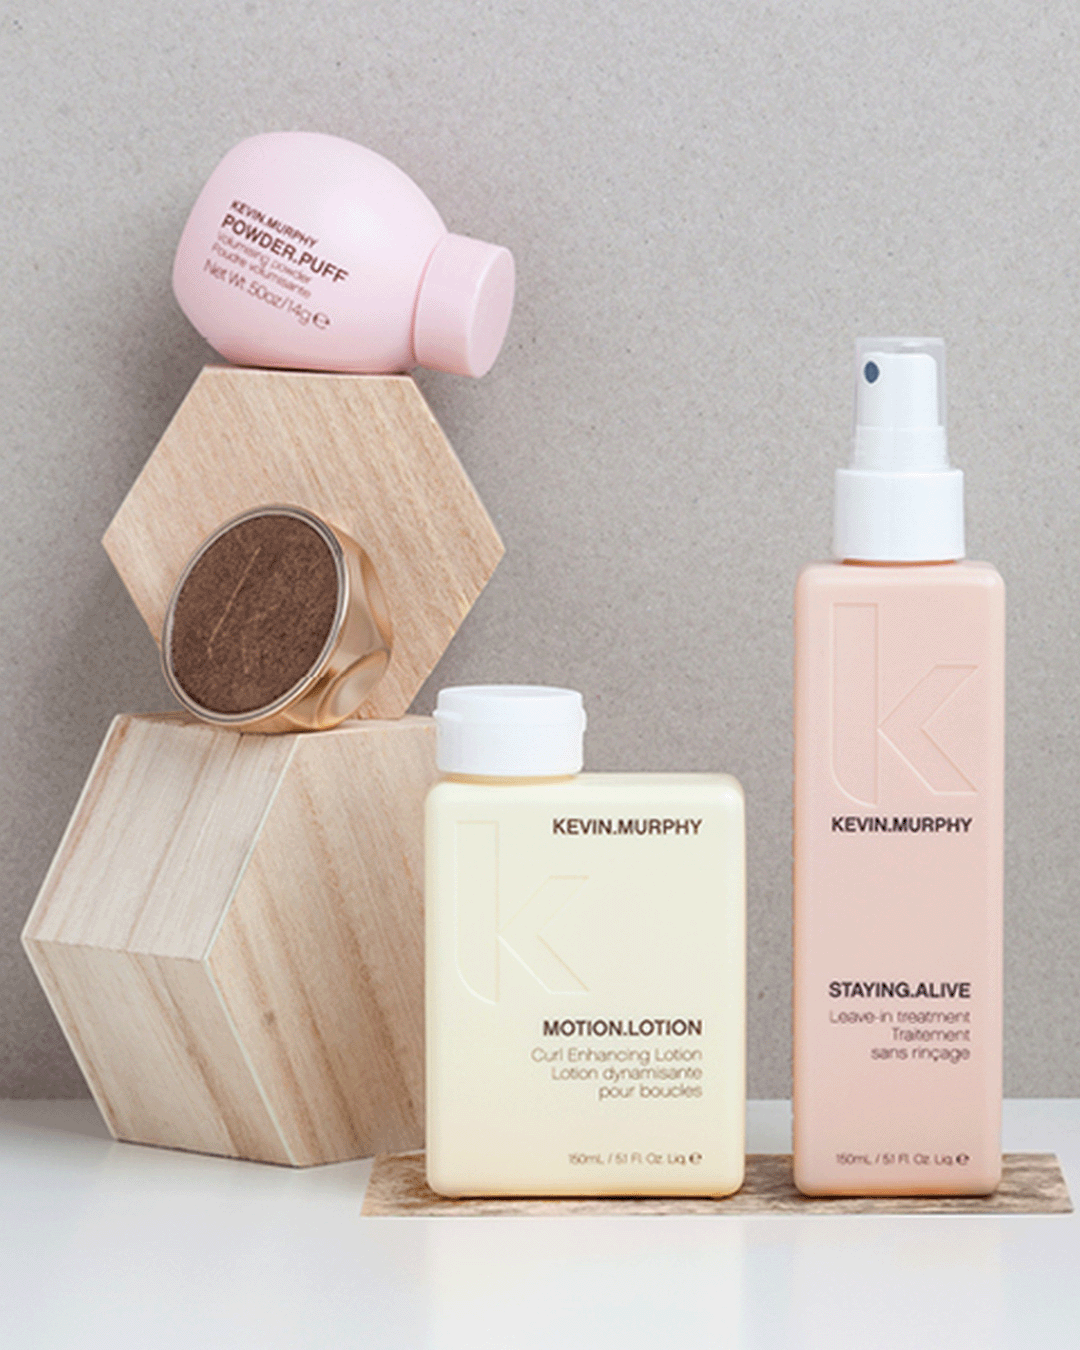 KEVIN.MURPHY
POWDER.PUFF
Volumising powder
Poudre volumisante
Net Wt .50oz/14g ℮
KEVIN.MURPHY
MOTION.LOTION
Curl Enhancing Lotion
Lotion dynamisante
pour boucles
150mL / 5.1 Fl. Oz. Liq. ℮
K
KEVIN.MURPHY
STAYING.ALIVE
Leave-in treatment
Traitement
sans rinçage
150mL / 5.1 Fl. Oz. Liq. ℮